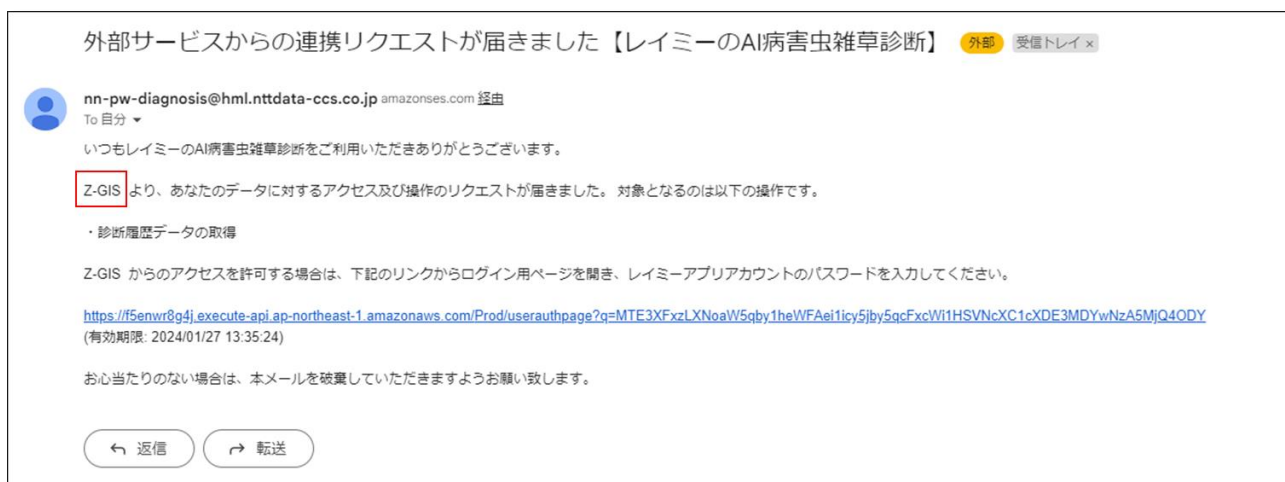 外部サービスからの連携リクエストが届きました【レイミーのAI病害虫雑草診断】 外部 受信トレイ ×
nn-pw-diagnosis@hml.nttdata-ccs.co.jp amazonses.com 経由
To 自分
いつもレイミーのAI病害虫雑草診断をご利用いただきありがとうございます。
Z-GIS より、あなたのデータに対するアクセス及び操作のリクエストが届きました。 対象となるのは以下の操作です。
・診断履歴データの取得
Z-GIS からのアクセスを許可する場合は、下記のリンクからログイン用ページを開き、レイミーアプリアカウントのパスワードを入力してください。
https://f5enwr8g4j.execute-api.ap-northeast-1.amazonaws.com/Prod/userauthpage?q=MTE3XFxzLXNoaW5qby1heWFAei1icy5jby5qcFxcWi1HSVNcXC1cXDE3MDYwNzA5MjQ4ODY
(有効期限: 2024/01/27 13:35:24)
お心当たりのない場合は、本メールを破棄していただきますようお願い致します。
返信 転送